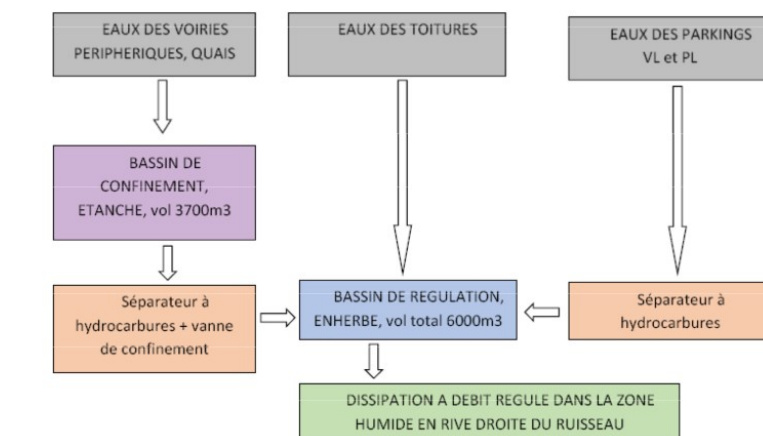 EAUX DES VOIRIES
PERIPHERIQUES, QUAIS
EAUX DES TOITURES
EAUX DES PARKINGS
VL et PL
BASSIN DE
CONFINEMENT,
ETANCHE, vol 3700m3
Séparateur à
hydrocarbures + vanne
de confinement
BASSIN DE REGULATION,
ENHERBE, vol total 6000m3
Séparateur à
hydrocarbures
DISSIPATION A DEBIT REGULE DANS LA ZONE
HUMIDE EN RIVE DROITE DU RUISSEAU